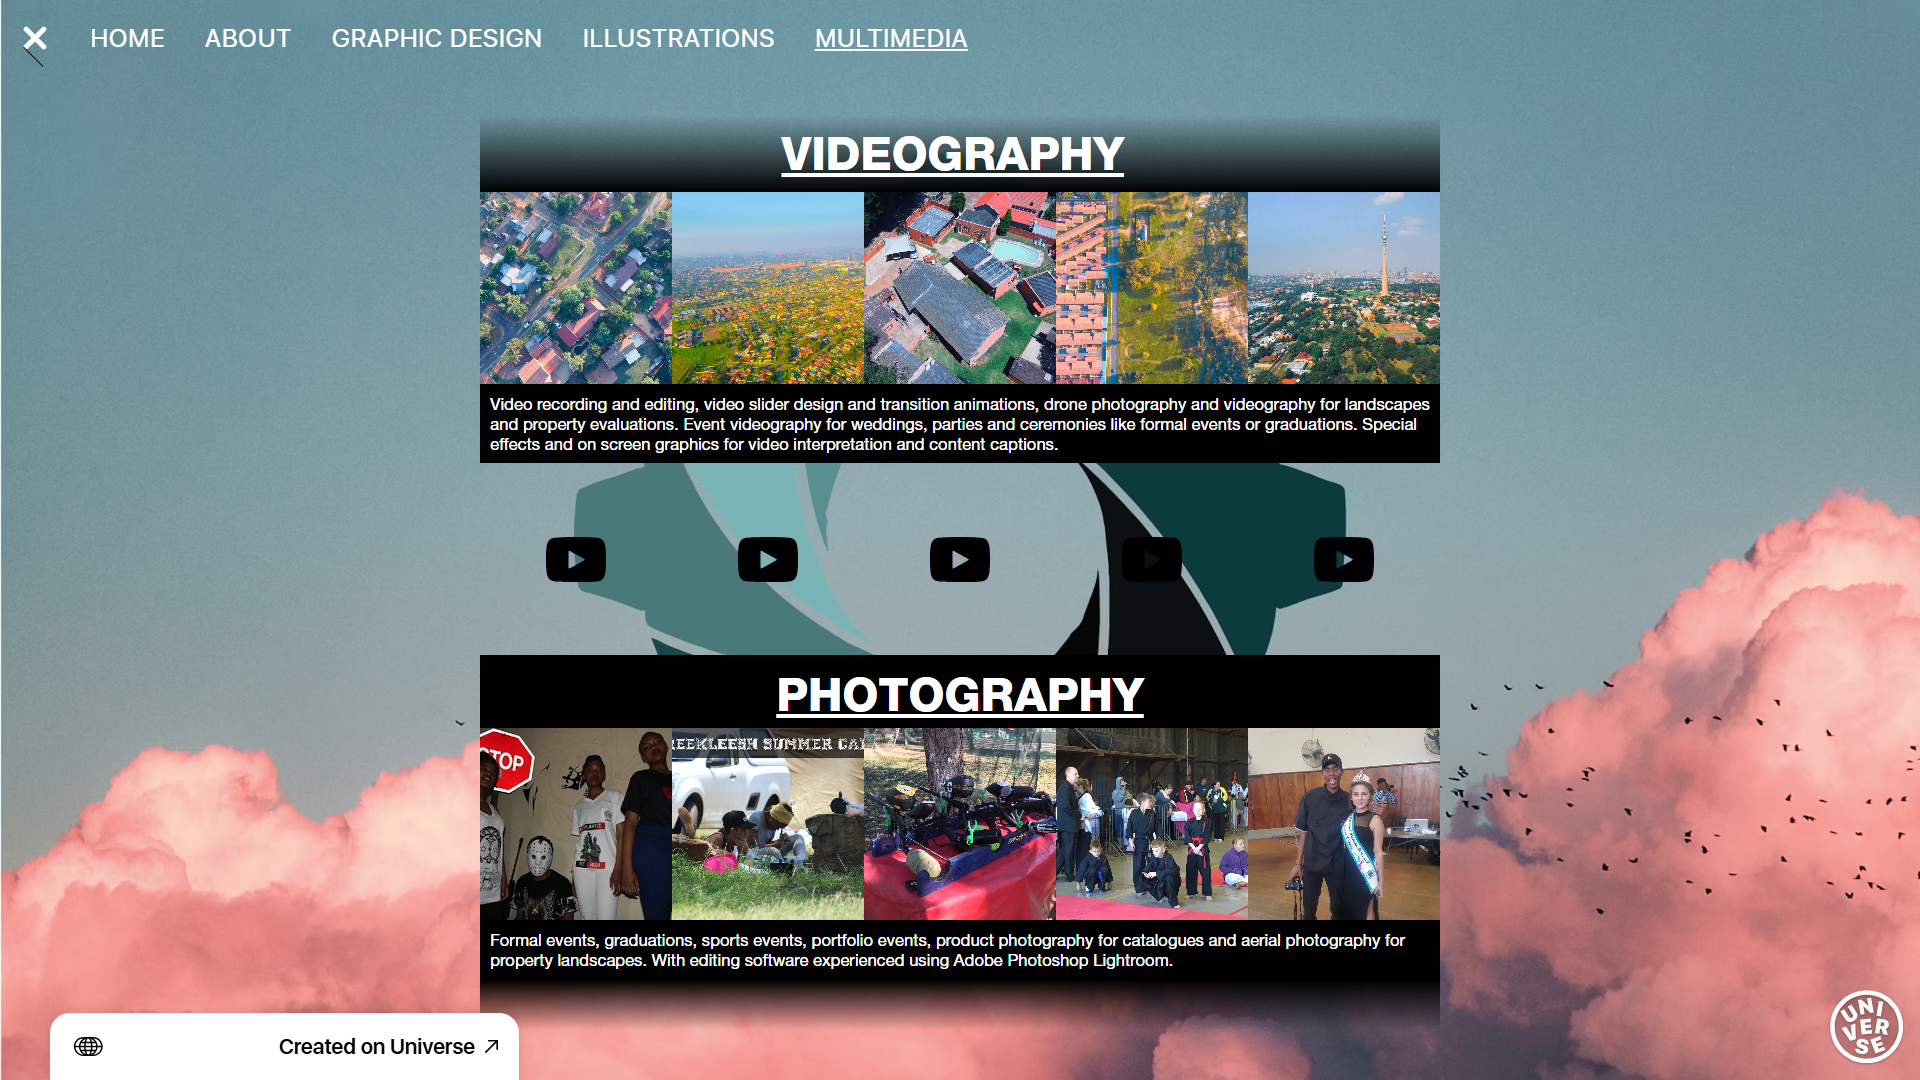 HOME ABOUT GRAPHIC DESIGN ILLUSTRATIONS MULTIMEDIA
VIDEOGRAPHY
Video recording and editing, video slider design and transition animations, drone photography and videography for landscapes
and property evaluations. Event videography for weddings, parties and ceremonies like formal events or graduations. Special
effects and on screen graphics for video interpretation and content captions.
PHOTOGRAPHY
Formal events, graduations, sports events, portfolio events, product photography for catalogues and aerial photography for
property landscapes. With editing software experienced using Adobe Photoshop Lightroom.
Created on Universe
UNI
VER
SE